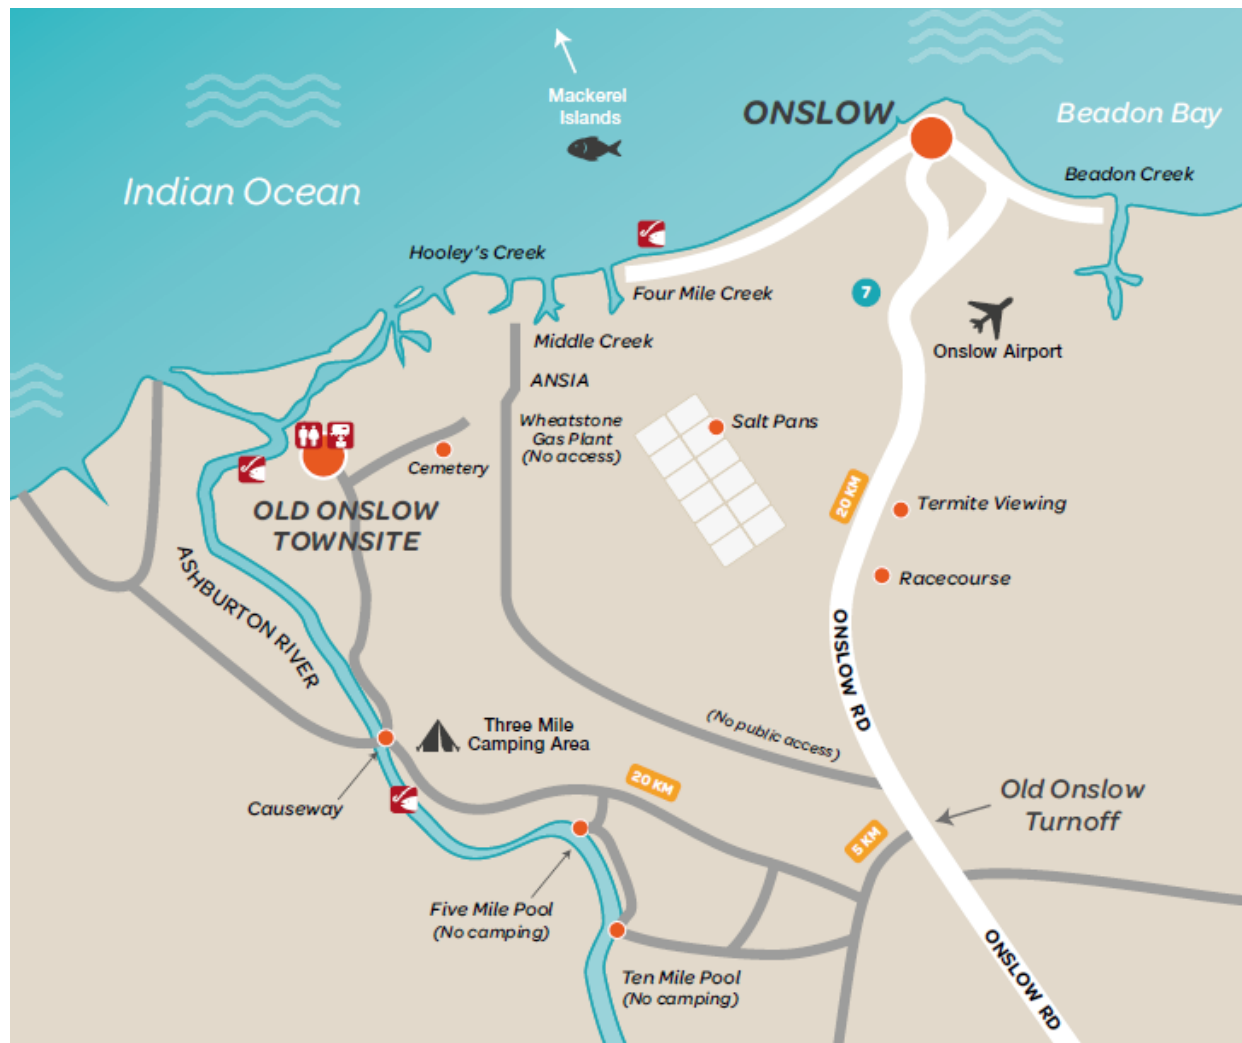 Mackerel
Islands
ONSLOW
Beadon Bay
Indian Ocean
Beadon Creek
Hooley's Creek
Four Mile Creek
7
Middle Creek
Onslow Airport
ANSIA
Wheatstone
Gas Plant
(No access)
Salt Pans
Cemetery
20 KM
Termite Viewing
OLD ONSLOW
TOWNSITE
Racecourse
ASHBURTON RIVER
ONSLOW RD
(No public access)
Three Mile
Camping Area
20 KM
Causeway
Old Onslow
Turnoff
5 KM
Five Mile Pool
(No camping)
ONSLOW RD
Ten Mile Pool
(No camping)